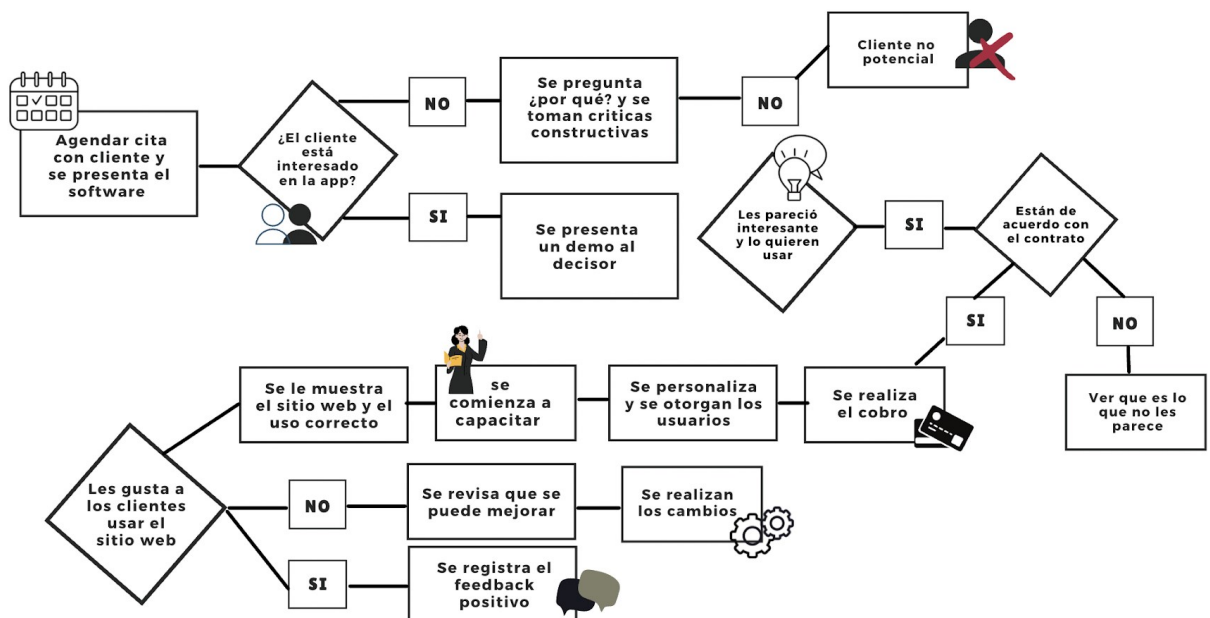 Agendar cita
con cliente y
se presenta el
software
¿El cliente
está
interesado
en la app?
NO
Se pregunta
¿por qué? y se
toman criticas
constructivas
NO
Cliente no
potencial
SI
Se presenta
un demo al
decisor
Les pareció
interesante
y lo quieren
usar
SI
Están de
acuerdo con
el contrato
SI
NO
Ver que es lo
que no les
parece
Se realiza
el cobro
Se personaliza
y se otorgan los
usuarios
se
comienza a
capacitar
Se le muestra
el sitio web y el
uso correcto
Les gusta a
los clientes
usar el
sitio web
NO
Se revisa que se
puede mejorar
Se realizan
los cambios
SI
Se registra el
feedback
positivo